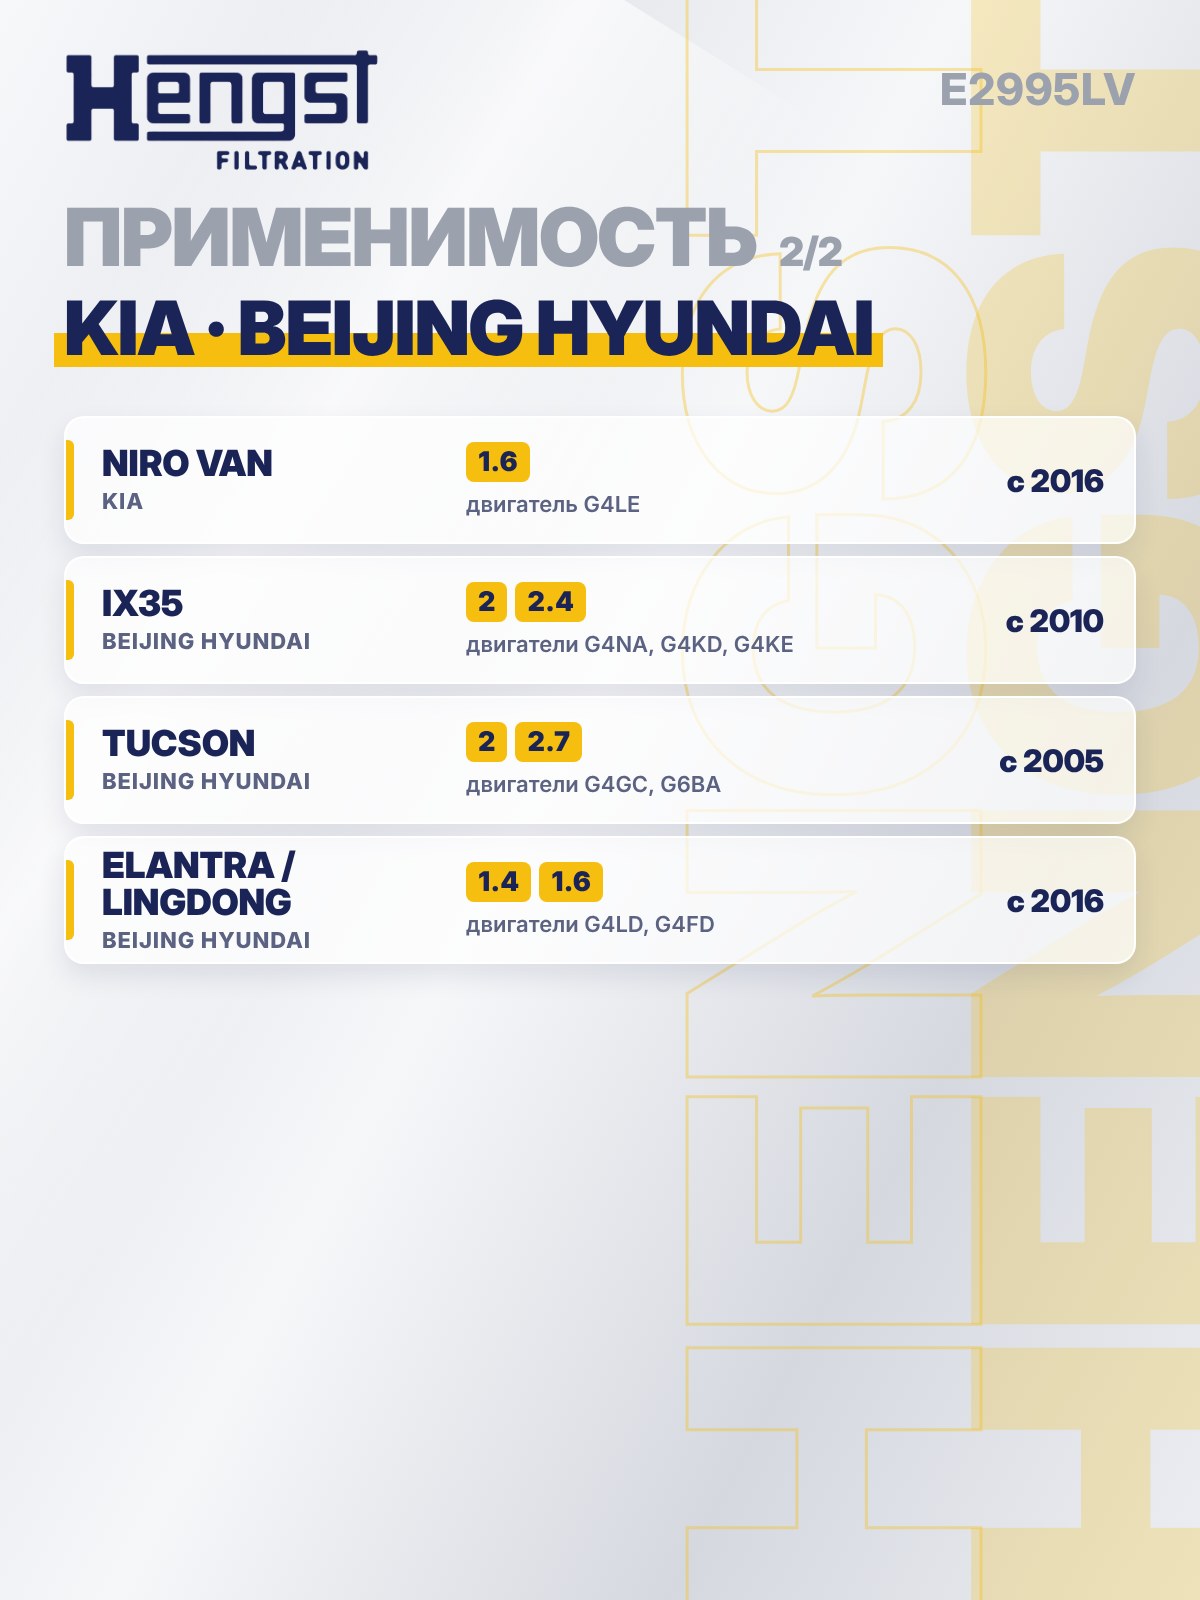 Hengst
FILTRATION
E2995LV
ПРИМЕНИМОСТЬ 2/2
KIA · BEIJING HYUNDAI
NIRO VAN
KIA
1.6
двигатель G4LE
с 2016
IX35
BEIJING HYUNDAI
2 2.4
двигатели G4NA, G4KD, G4KE
с 2010
TUCSON
BEIJING HYUNDAI
2 2.7
двигатели G4GC, G6BA
с 2005
ELANTRA /
LINGDONG
BEIJING HYUNDAI
1.4 1.6
двигатели G4LD, G4FD
с 2016
HENGST
HENGST